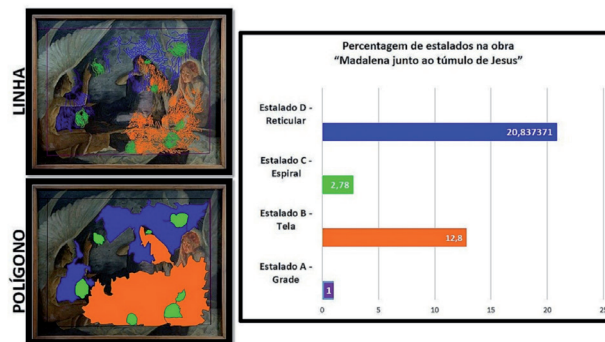 LINHA
POLÍGONO
Percentagem de estalados na obra
“Madalena junto ao túmulo de Jesus”
Estalado D -
Reticular
20,837371
Estalado C -
Espiral
2,78
Estalado B -
Tela
12,8
Estalado A -
Grade
1
0
5
10
15
20
25